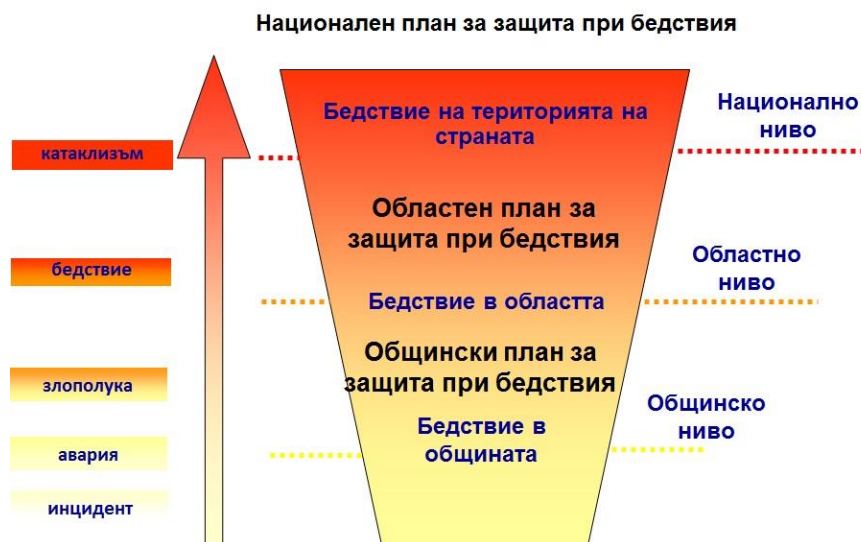 Национален план за защита при бедствия
Бедствие на територията на
страната
Национално
ниво
катаклизъм
Областен план за
защита при бедствия
Областно
ниво
бедствие
Бедствие в областта
Общински план за
защита при бедствия
злополука
Общинско
ниво
Бедствие в
общината
авария
инцидент